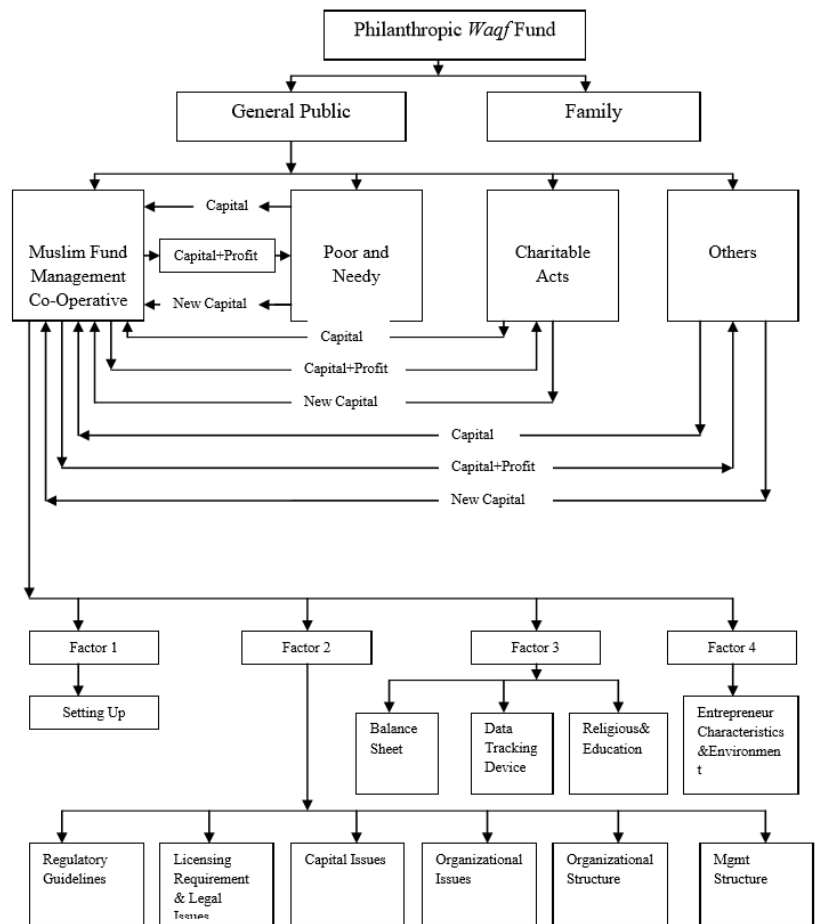 Philanthropic Waqf Fund
General Public
Family
Capital
Muslim Fund
Management
Co-Operative
Capital+Profit
Poor and
Needy
Charitable
Acts
Others
New Capital
Capital
Capital+Profit
New Capital
Capital
Capital+Profit
New Capital
Factor 1
Factor 2
Factor 3
Factor 4
Setting Up
Balance
Sheet
Data
Tracking
Device
Religious&
Education
Entrepreneur
Characteristics
&Environmen
t
Regulatory
Guidelines
Licensing
Requirement
& Legal
Issues
Capital Issues
Organizational
Issues
Organizational
Structure
Mgmt
Structure